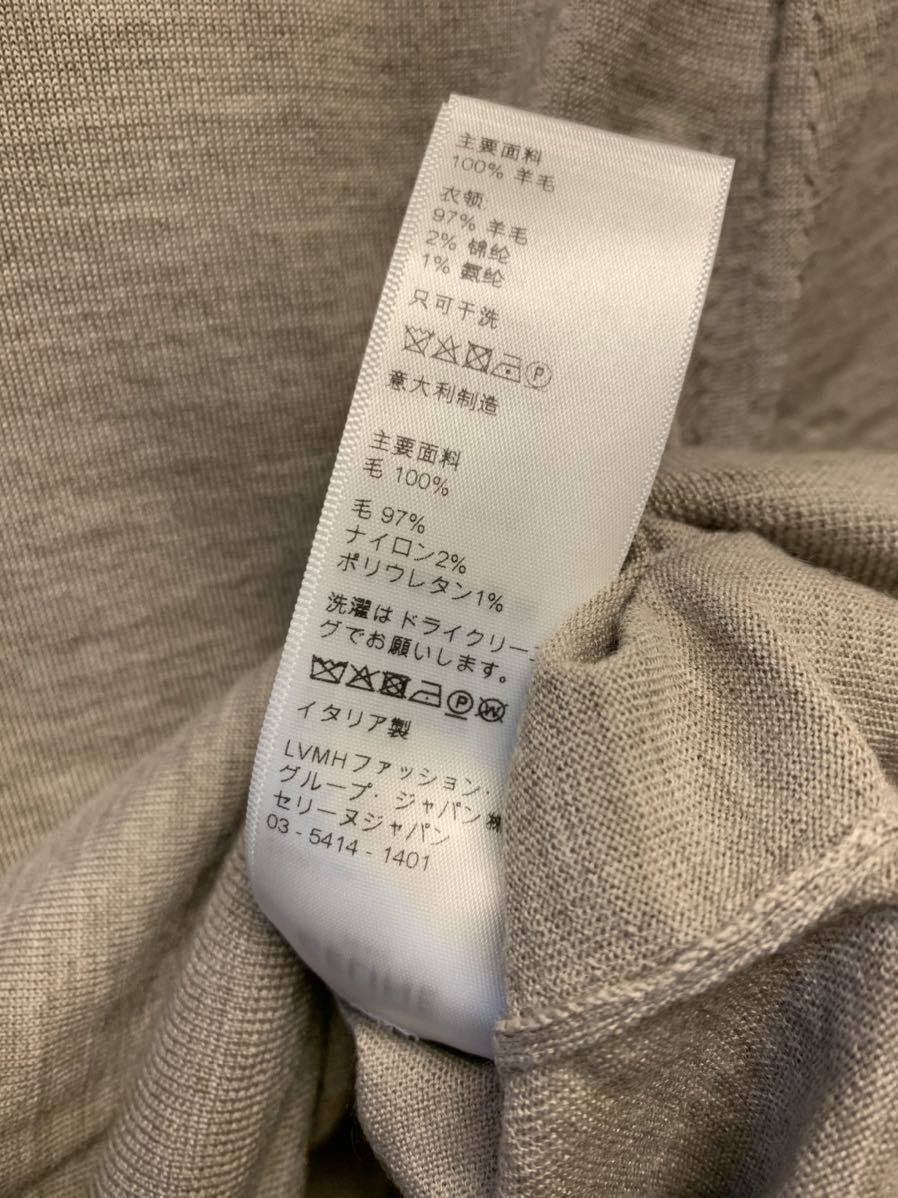 主要面料
100% 羊毛
衣领
97% 羊毛
2% 锦纶
1% 氨纶
只可干洗
P
意大利制造
主要面料
毛 100%
毛 97%
ナイロン2%
ポリウレタン1%
洗濯はドライクリーニ
グでお願いします。
P W
イタリア製
LVMHファッション・
グループ・ジャパン㈱
セリーヌジャパン
03 - 5414 - 1401